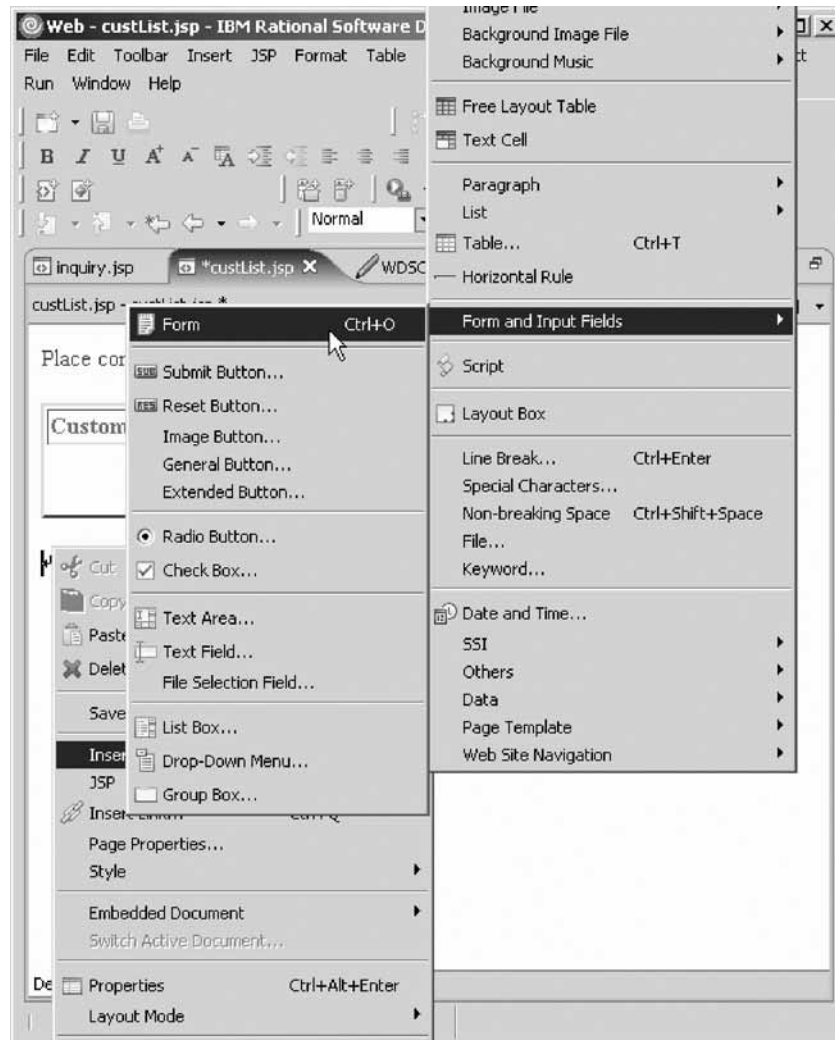 Web - custList.jsp - IBM Rational Software D
File Edit Toolbar Insert JSP Format Table
Run Window Help
B I U A A A
Normal
inquiry.jsp
*custList.jsp
WDSC
custList.jsp -
Place
Custom
Image File
Background Image File
Background Music
Free Layout Table
Text Cell
Paragraph
List
Table... Ctrl+T
Horizontal Rule
Form and Input Fields
Script
Layout Box
Line Break... Ctrl+Enter
Special Characters...
Non-breaking Space Ctrl+Shift+Space
File...
Keyword...
Date and Time...
SSI
Others
Data
Page Template
Web Site Navigation
Form Ctrl+O
Submit Button...
Reset Button...
Image Button...
General Button...
Extended Button...
Radio Button...
Check Box...
Text Area...
Text Field...
File Selection Field...
List Box...
Drop-Down Menu...
Group Box...
Cut
Copy
Paste
Delet
Save
Inser
JSP
Page Properties...
Style
Embedded Document
Switch Active Document...
Properties Ctrl+Alt+Enter
Layout Mode
De